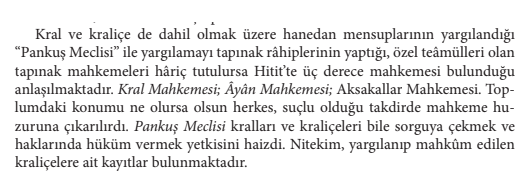 Kral ve kraliçe de dahil olmak üzere hanedan mensuplarının yargılandığı
“Pankuş Meclisi” ile yargılamayı tapınak râhiplerinin yaptığı, özel teâmülleri olan
tapınak mahkemeleri hâriç tutulursa Hitit’te üç derece mahkemesi bulunduğu
anlaşılmaktadır. Kral Mahkemesi; Âyân Mahkemesi; Aksakallar Mahkemesi. Top-
lumdaki konumu ne olursa olsun herkes, suçlu olduğu takdirde mahkeme hu-
zuruna çıkarılırdı. Pankuş Meclisi kralları ve kraliçeleri bile sorguya çekmek ve
haklarında hüküm vermek yetkisini haizdi. Nitekim, yargılanıp mahkûm edilen
kraliçelere ait kayıtlar bulunmaktadır.